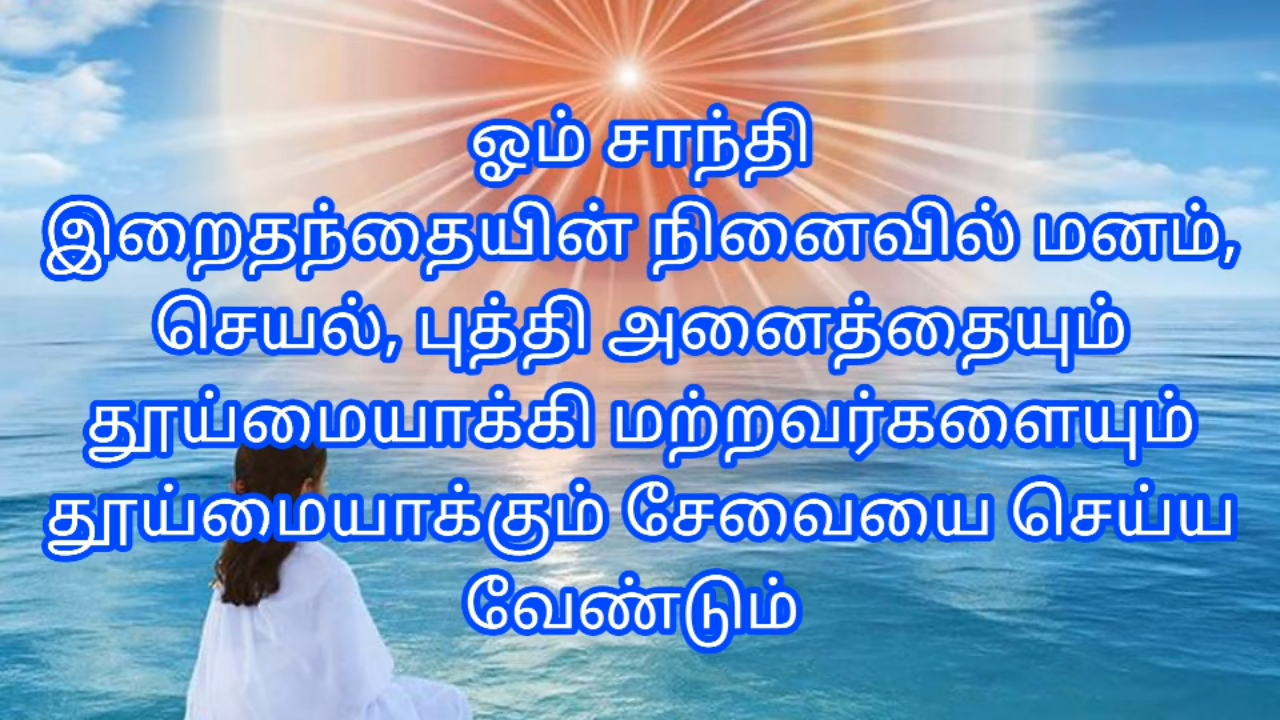 ஓம் சாந்தி
இறைதந்தையின் நினைவில் மனம்,
செயல், புத்தி அனைத்தையும்
தூய்மையாக்கி மற்றவர்களையும்
தூய்மையாக்கும் சேவையை செய்ய
வேண்டும்